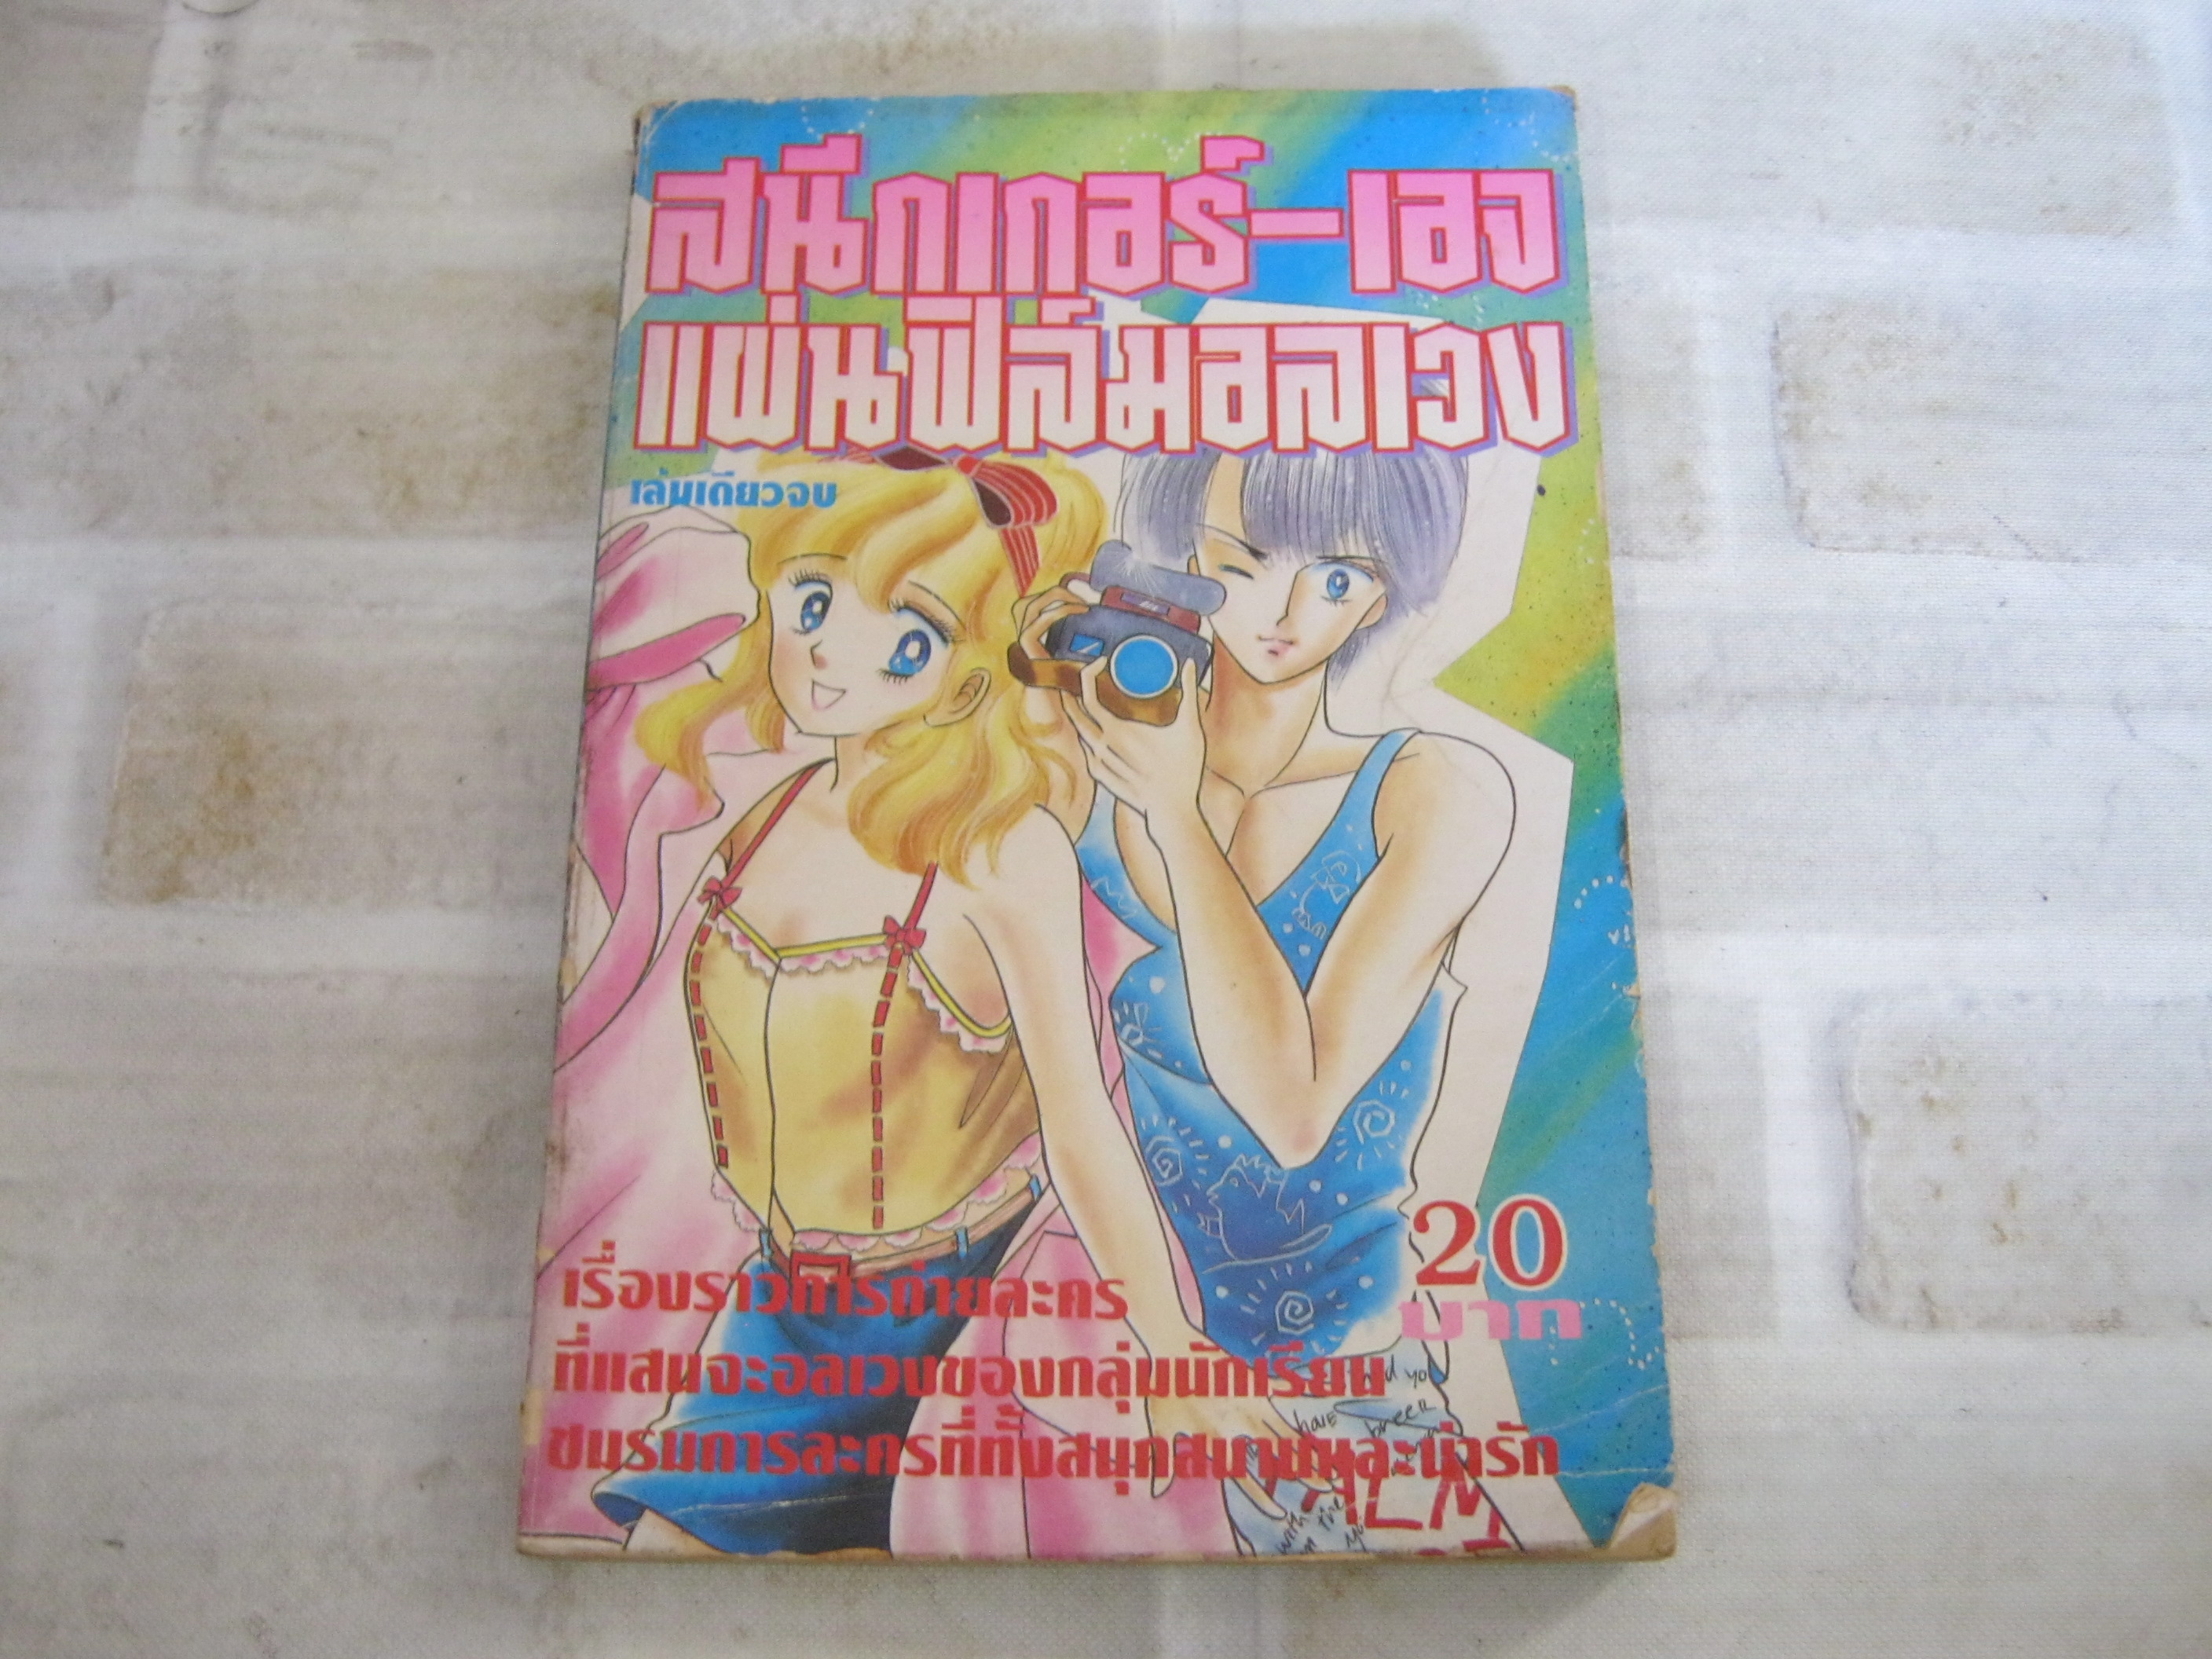 สนีกเกอร์-เฮง
แผ่นฟิล์มอลเวง
เล่มเดียวจบ
20
บาท
เรื่องราวการถ่ายละคร
ที่แสนจะอลเวงของกลุ่มนักเรียน
ชมรมการละครที่ทั้งสนุกสนานและน่ารัก
have
with